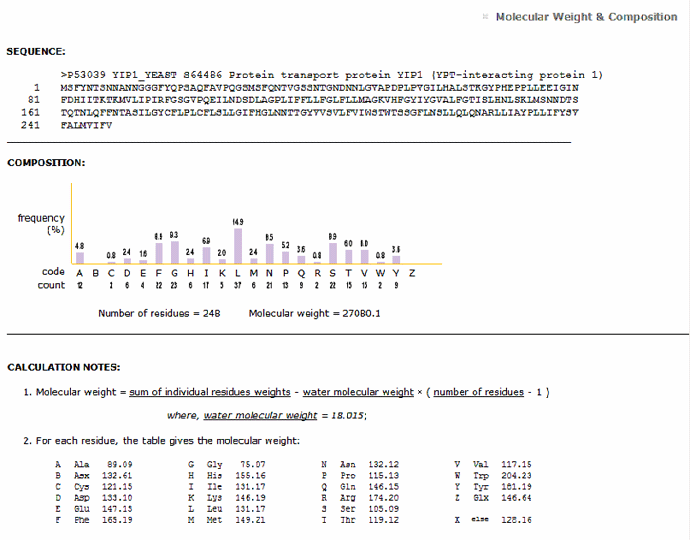 Molecular Weight & Composition
SEQUENCE:
>P53039 YIP1_YEAST S64486 Protein transport protein YIP1 (YPT-interacting protein 1)
1 MSFYNTSNNANNGGGFYQPSAQFAVPQGSMSFQNTVGSSNTGNDNNLGVAPDPLPVGILHALSTKGYPHEPPLLEEIGIN
81 FDHIITKTKMVLIPIRFGSGVPQEILNDSDLAGPLIFFLLFGLFLLMAGKVHFGYIYGVALFGTISLHNLSKLMSNNDTS
161 TQTNLQFFNTASILGYCFLPLCFLSLLGIFHGLNNTTGYVVSVLFVIWSTWTSSGFLNSLLQLQNARLLIAYPLLIFYSV
241 FALMVIFV
COMPOSITION:
frequency
(%)
4.8 0.8 2.4 1.6 8.9 9.3 2.4 6.9 2.0 14.9 2.4 8.5 5.2 3.6 0.8 8.9 6.0 6.0 0.8 3.6
code A B C D E F G H I K L M N P Q R S T V W Y Z
count 12 2 6 4 22 23 6 17 5 37 6 21 13 9 2 22 15 15 2 9
Number of residues = 248 Molecular weight = 27080.1
CALCULATION NOTES:
1. Molecular weight = sum of individual residues weights - water molecular weight × ( number of residues - 1 )
where, water molecular weight = 18.015;
2. For each residue, the table gives the molecular weight:
A Ala 89.09 G Gly 75.07 N Asn 132.12 V Val 117.15
B Asx 132.61 H His 155.16 P Pro 115.13 W Trp 204.23
C Cys 121.15 I Ile 131.17 Q Gln 146.15 Y Tyr 181.19
D Asp 133.10 K Lys 146.19 R Arg 174.20 Z Glx 146.64
E Glu 147.13 L Leu 131.17 S Ser 105.09
F Phe 165.19 M Met 149.21 T Thr 119.12 X else 128.16